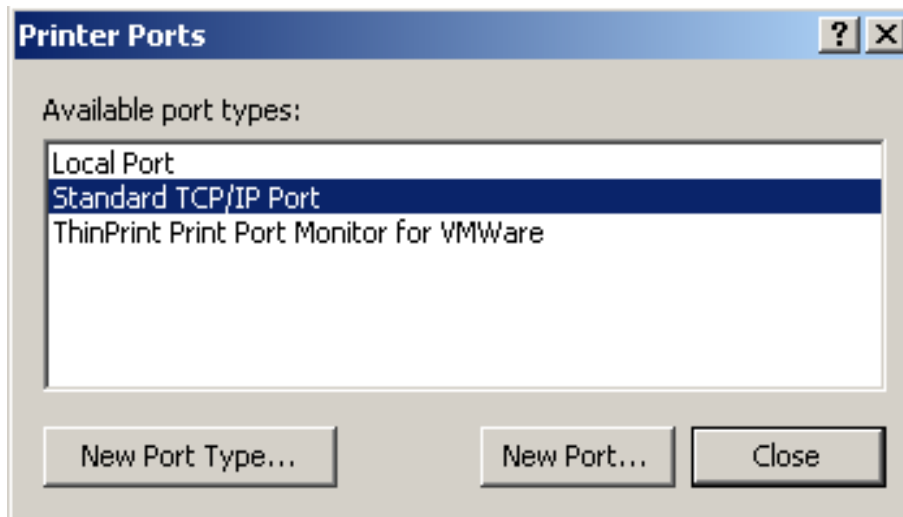 Printer Ports
Available port types:
Local Port
Standard TCP/IP Port
ThinPrint Print Port Monitor for VMWare
New Port Type... New Port... Close